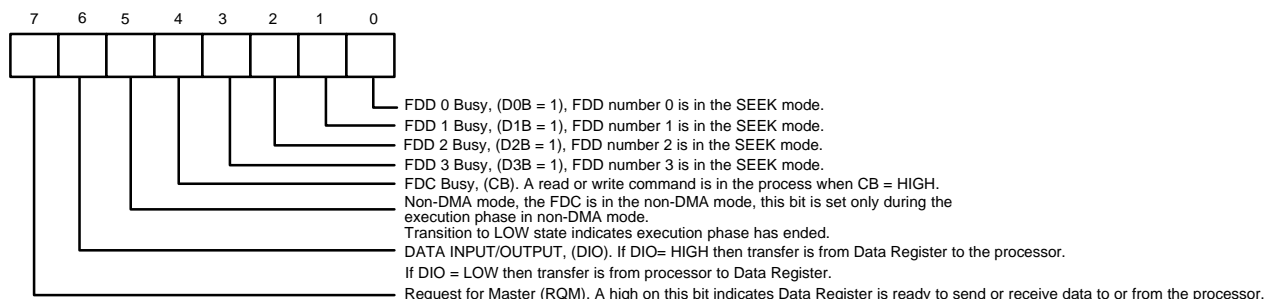 7 6 5 4 3 2 1 0
FDD 0 Busy, (D0B = 1), FDD number 0 is in the SEEK mode.
FDD 1 Busy, (D1B = 1), FDD number 1 is in the SEEK mode.
FDD 2 Busy, (D2B = 1), FDD number 2 is in the SEEK mode.
FDD 3 Busy, (D3B = 1), FDD number 3 is in the SEEK mode.
FDC Busy, (CB). A read or write command is in the process when CB = HIGH.
Non-DMA mode, the FDC is in the non-DMA mode, this bit is set only during the
execution phase in non-DMA mode.
Transition to LOW state indicates execution phase has ended.
DATA INPUT/OUTPUT, (DIO). If DIO= HIGH then transfer is from Data Register to the processor.
If DIO = LOW then transfer is from processor to Data Register.
Request for Master (RQM). A high on this bit indicates Data Register is ready to send or receive data to or from the processor.